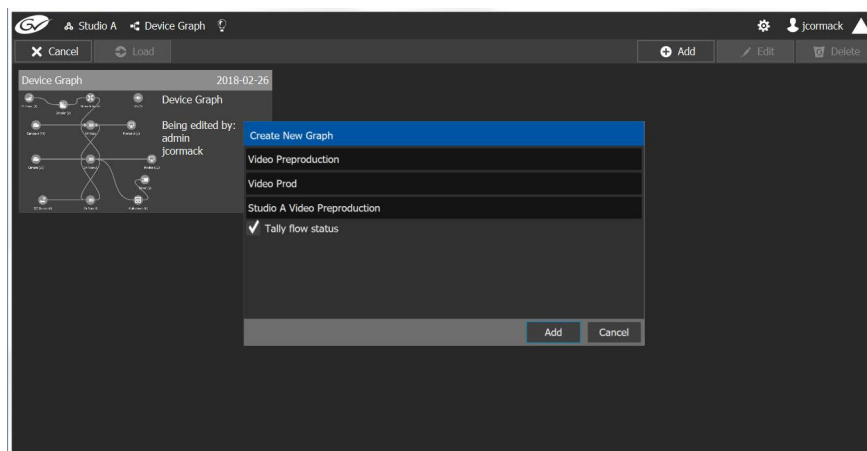 GV Studio A Device Graph jcormack
Cancel Load Add Edit Delete
Device Graph 2018-02-26
Device Graph
Being edited by:
admin
jcormack
Create New Graph
Video Preproduction
Video Prod
Studio A Video Preproduction
Tally flow status
Add Cancel